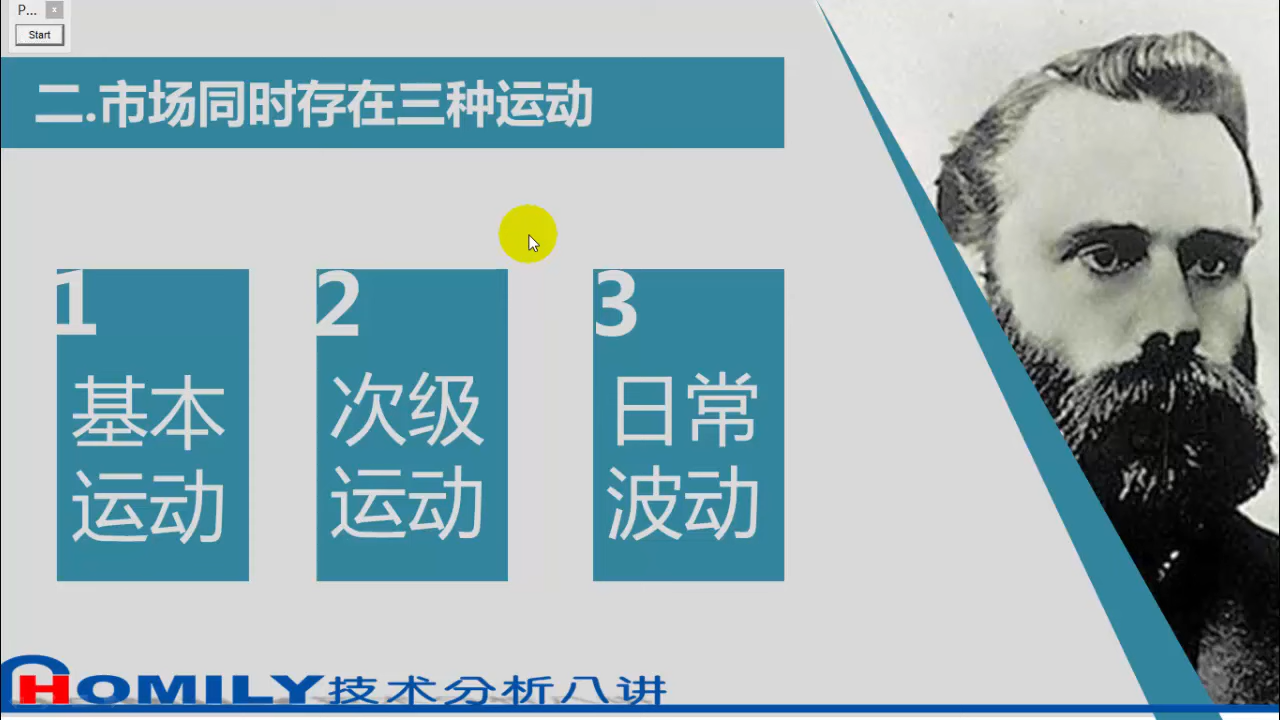 P...
x
Start
二.市场同时存在三种运动
1
基本
运动
2
次级
运动
3
日常
波动
HOMILY技术分析八讲